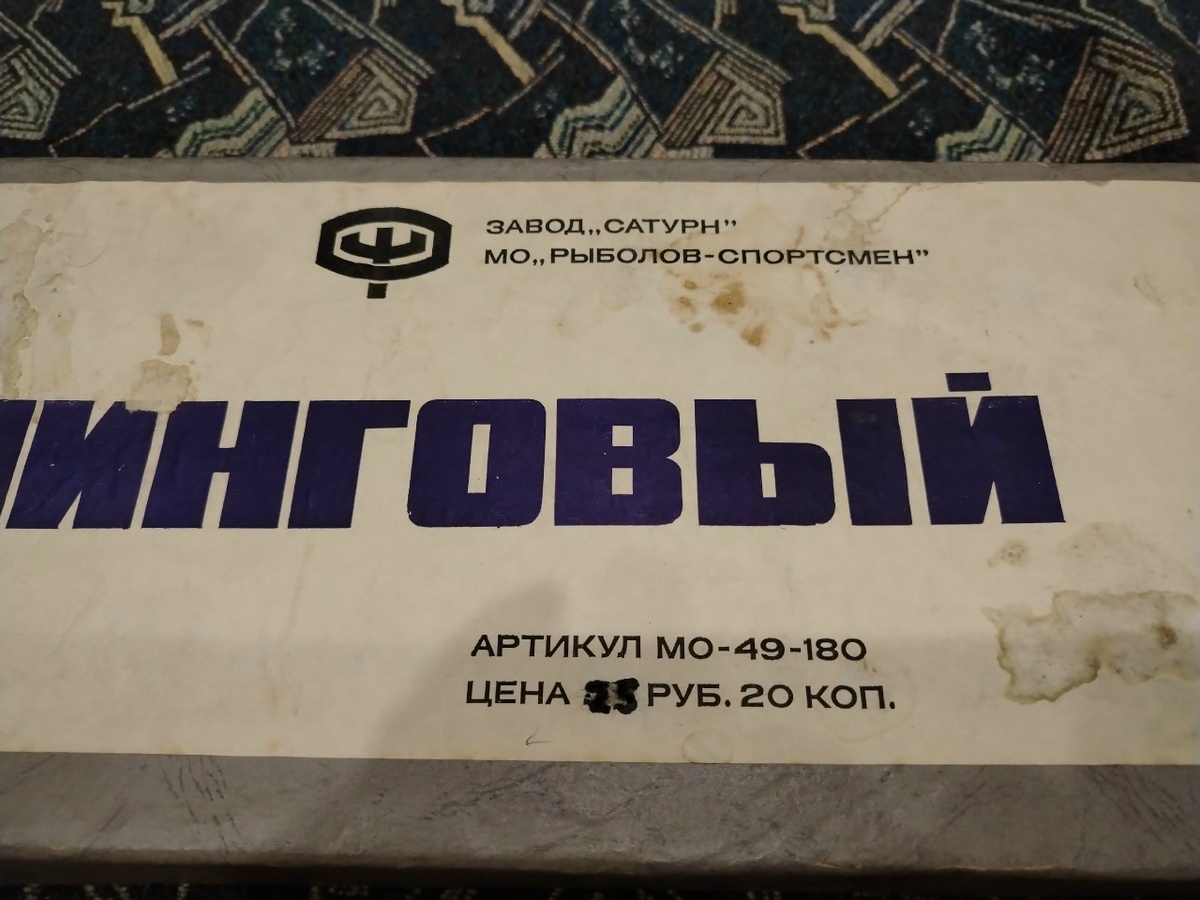 ЗАВОД„САТУРН”
МО„РЫБОЛОВ-СПОРТСМЕН”
ИНГОВЫЙ
АРТИКУЛ МО-49-180
ЦЕНА РУБ. 20 КОП.